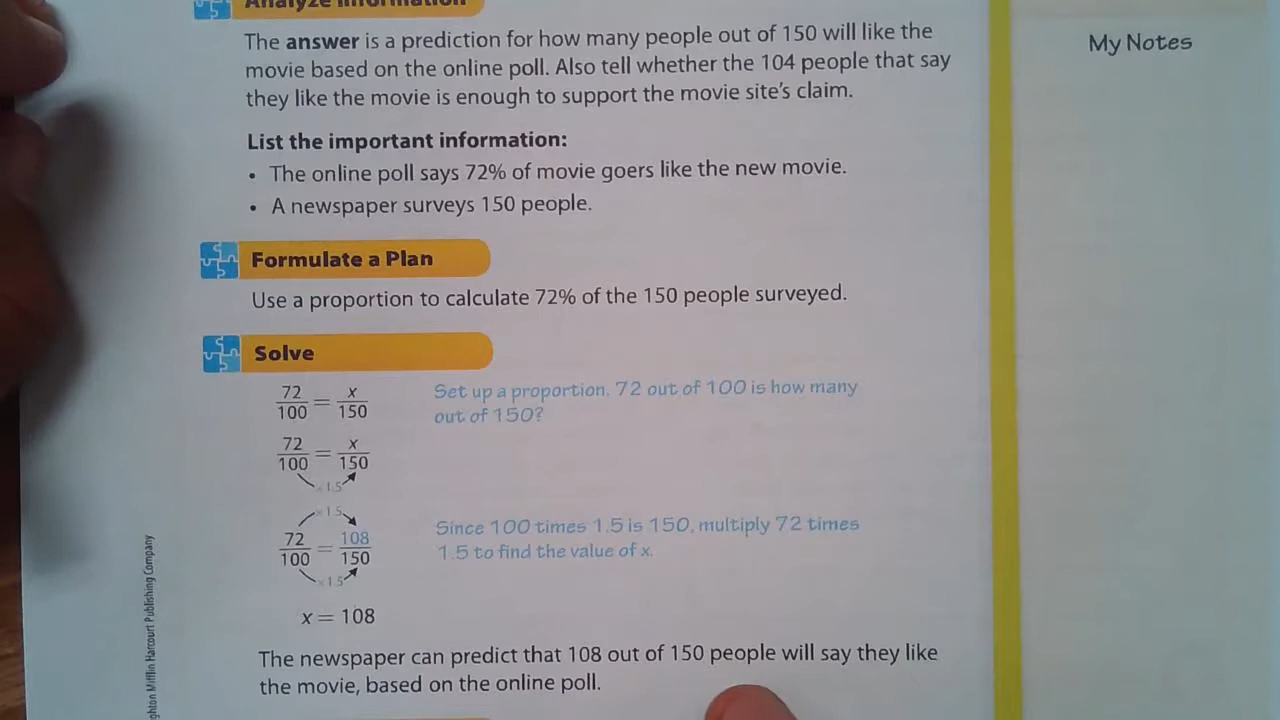 Analyze Information
The answer is a prediction for how many people out of 150 will like the
movie based on the online poll. Also tell whether the 104 people that say
they like the movie is enough to support the movie site's claim.
List the important information:
• The online poll says 72% of movie goers like the new movie.
• A newspaper surveys 150 people.
Formulate a Plan
Use a proportion to calculate 72% of the 150 people surveyed.
Solve
72/100 = x/150
Set up a proportion. 72 out of 100 is how many
out of 150?
72/100 = x/150
×1.5
×1.5
72/100 = 108/150
×1.5
Since 100 times 1.5 is 150, multiply 72 times
1.5 to find the value of x.
x = 108
The newspaper can predict that 108 out of 150 people will say they like
the movie, based on the online poll.
My Notes
Harcourt Publishing Company